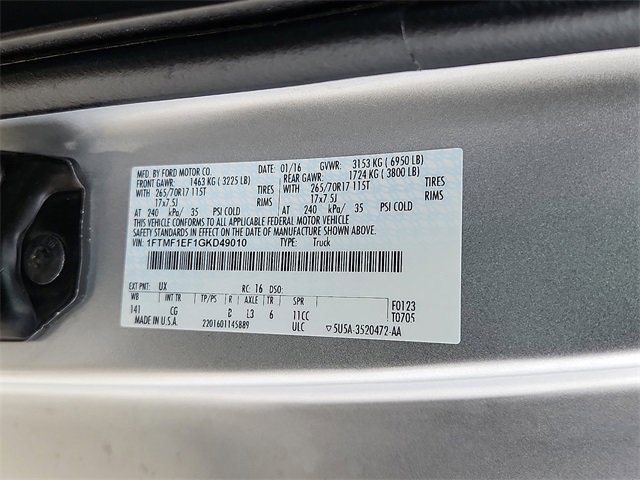 MFD. BY FORD MOTOR CO. DATE: 01/16 GVWR: 3153 KG ( 6950 LB)
FRONT GAWR: 1463 KG ( 3225 LB) REAR GAWR: 1724 KG ( 3800 LB)
WITH 265/70R17 115T TIRES WITH 265/70R17 115T TIRES
17x7.5J RIMS 17x7.5J RIMS
AT 240 kPa/ 35 PSI COLD AT 240 kPa/ 35 PSI COLD
THIS VEHICLE CONFORMS TO ALL APPLICABLE FEDERAL MOTOR VEHICLE
SAFETY STANDARDS IN EFFECT ON THE DATE OF MANUFACTURE SHOWN ABOVE.
VIN: 1FTMF1EF1GKD49010 TYPE: Truck
EXT PNT: UX RC: 16 DSO:
WB INT TR TP/PS R AXLE TR SPR F0123
141 CG B L3 6 11CC T0705
MADE IN U.S.A. 2201601145889 ULC 5U5A-3520472-AA